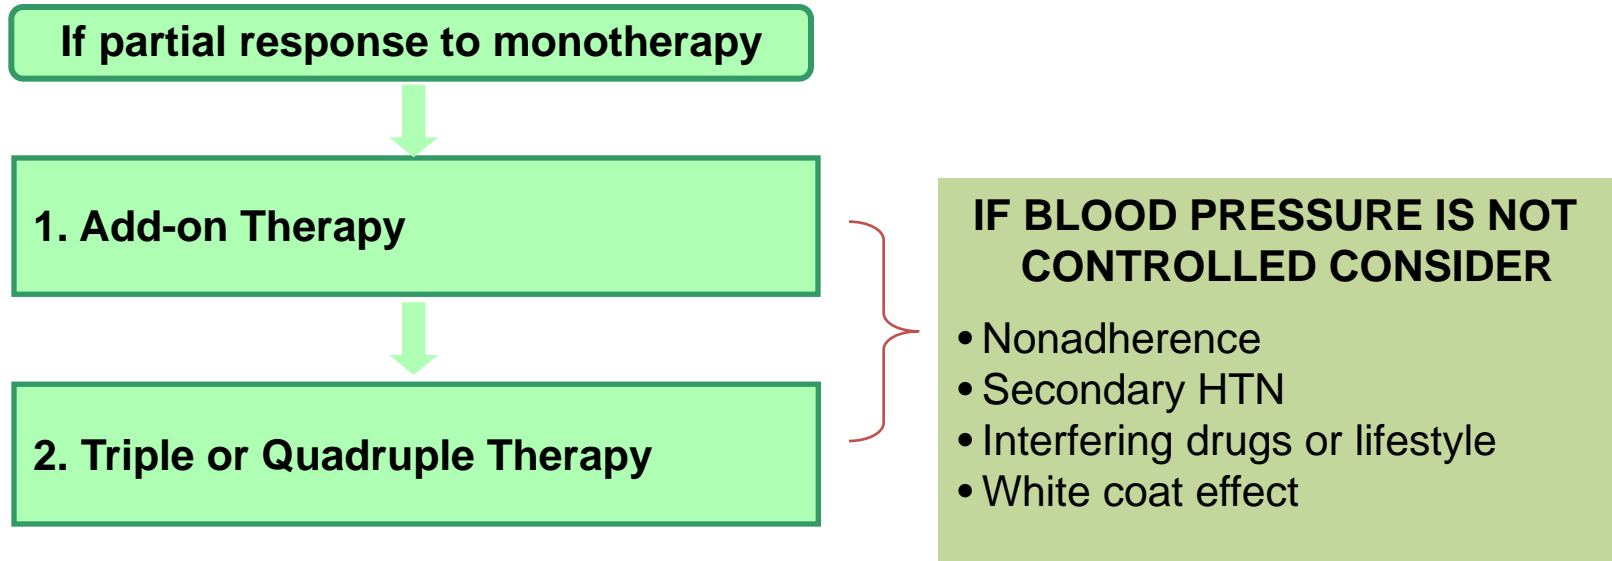 If partial response to monotherapy
1. Add-on Therapy
2. Triple or Quadruple Therapy
IF BLOOD PRESSURE IS NOT
CONTROLLED CONSIDER
• Nonadherence
• Secondary HTN
• Interfering drugs or lifestyle
• White coat effect